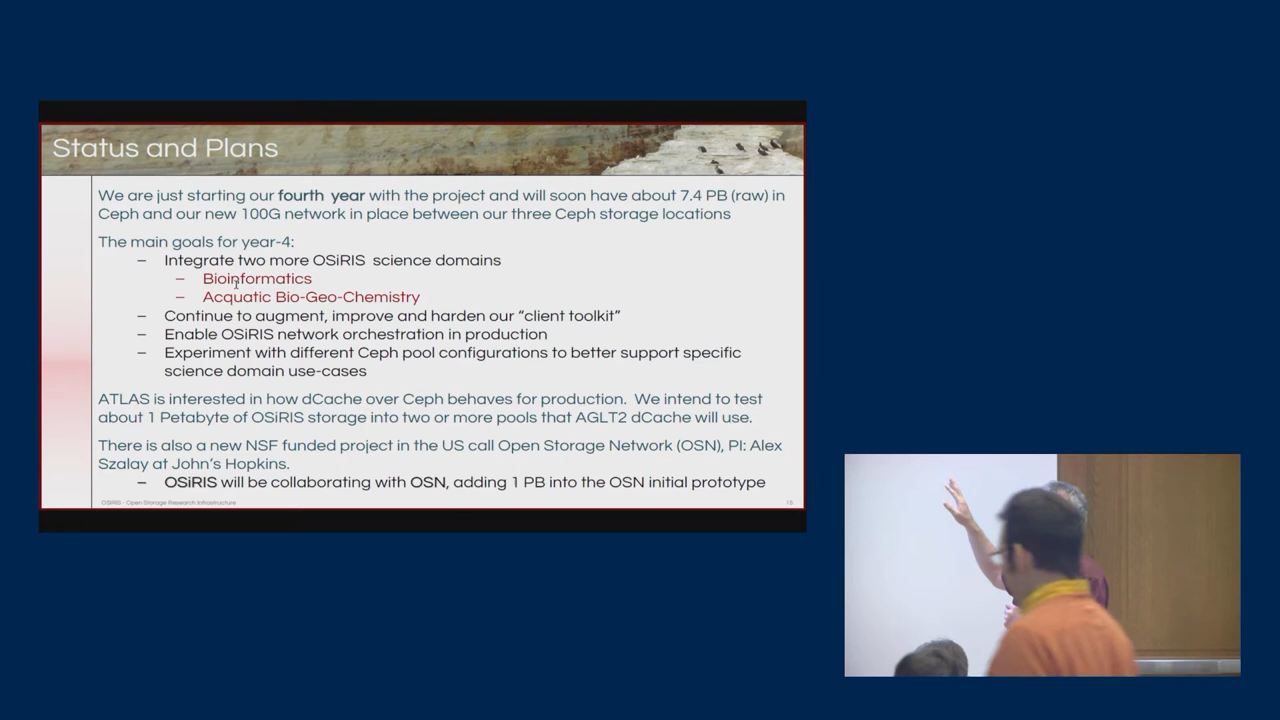 Status and Plans
We are just starting our fourth year with the project and will soon have about 7.4 PB (raw) in
Ceph and our new 100G network in place between our three Ceph storage locations
The main goals for year-4:
– Integrate two more OSiRIS science domains
– Bioinformatics
– Acquatic Bio-Geo-Chemistry
– Continue to augment, improve and harden our “client toolkit”
– Enable OSiRIS network orchestration in production
– Experiment with different Ceph pool configurations to better support specific
science domain use-cases
ATLAS is interested in how dCache over Ceph behaves for production. We intend to test
about 1 Petabyte of OSiRIS storage into two or more pools that AGLT2 dCache will use.
There is also a new NSF funded project in the US call Open Storage Network (OSN), PI: Alex
Szalay at John’s Hopkins.
– OSiRIS will be collaborating with OSN, adding 1 PB into the OSN initial prototype
OSiRIS - Open Storage Research Infrastructure